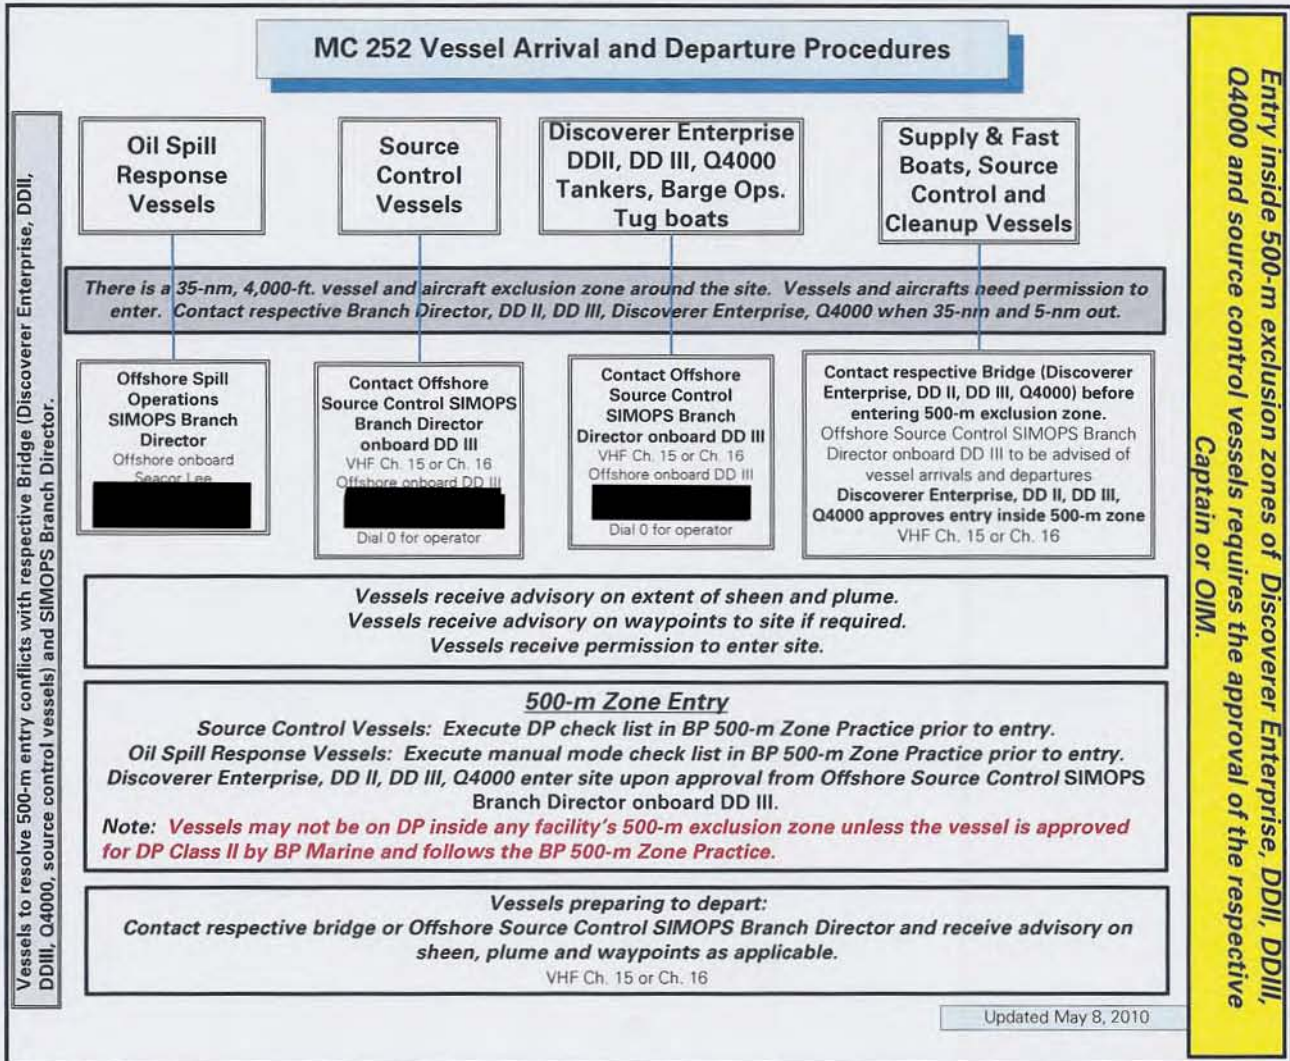 MC 252 Vessel Arrival and Departure Procedures
Oil Spill
Response
Vessels
Source
Control
Vessels
Discoverer Enterprise
DDII, DD III, Q4000
Tankers, Barge Ops.
Tug boats
Supply & Fast
Boats, Source
Control and
Cleanup Vessels
There is a 35-nm, 4,000-ft. vessel and aircraft exclusion zone around the site. Vessels and aircrafts need permission to
enter. Contact respective Branch Director, DD II, DD III, Discoverer Enterprise, Q4000 when 35-nm and 5-nm out.
Offshore Spill
Operations
SIMOPS Branch
Director
Offshore onboard
Seacor Lee
Contact Offshore
Source Control SIMOPS
Branch Director
onboard DD III
VHF Ch. 15 or Ch. 16
Offshore onboard DD III
Dial 0 for operator
Contact Offshore
Source Control
SIMOPS Branch
Director onboard DD III
VHF Ch. 15 or Ch. 16
Offshore onboard DD III
Dial 0 for operator
Contact respective Bridge (Discoverer
Enterprise, DD II, DD III, Q4000) before
entering 500-m exclusion zone.
Offshore Source Control SIMOPS Branch
Director onboard DD III to be advised of
vessel arrivals and departures
Discoverer Enterprise, DD II, DD III,
Q4000 approves entry inside 500-m zone
VHF Ch. 15 or Ch. 16
Vessels receive advisory on extent of sheen and plume.
Vessels receive advisory on waypoints to site if required.
Vessels receive permission to enter site.
500-m Zone Entry
Source Control Vessels: Execute DP check list in BP 500-m Zone Practice prior to entry.
Oil Spill Response Vessels: Execute manual mode check list in BP 500-m Zone Practice prior to entry.
Discoverer Enterprise, DD II, DD III, Q4000 enter site upon approval from Offshore Source Control SIMOPS
Branch Director onboard DD III.
Note: Vessels may not be on DP inside any facility's 500-m exclusion zone unless the vessel is approved
for DP Class II by BP Marine and follows the BP 500-m Zone Practice.
Vessels preparing to depart:
Contact respective bridge or Offshore Source Control SIMOPS Branch Director and receive advisory on
sheen, plume and waypoints as applicable.
VHF Ch. 15 or Ch. 16
Updated May 8, 2010
Vessels to resolve 500-m entry conflicts with respective Bridge (Discoverer Enterprise, DDII,
DDIII, Q4000, source control vessels) and SIMOPS Branch Director.
Entry inside 500-m exclusion zones of Discoverer Enterprise, DDII, DDIII,
Q4000 and source control vessels requires the approval of the respective
Captain or OIM.